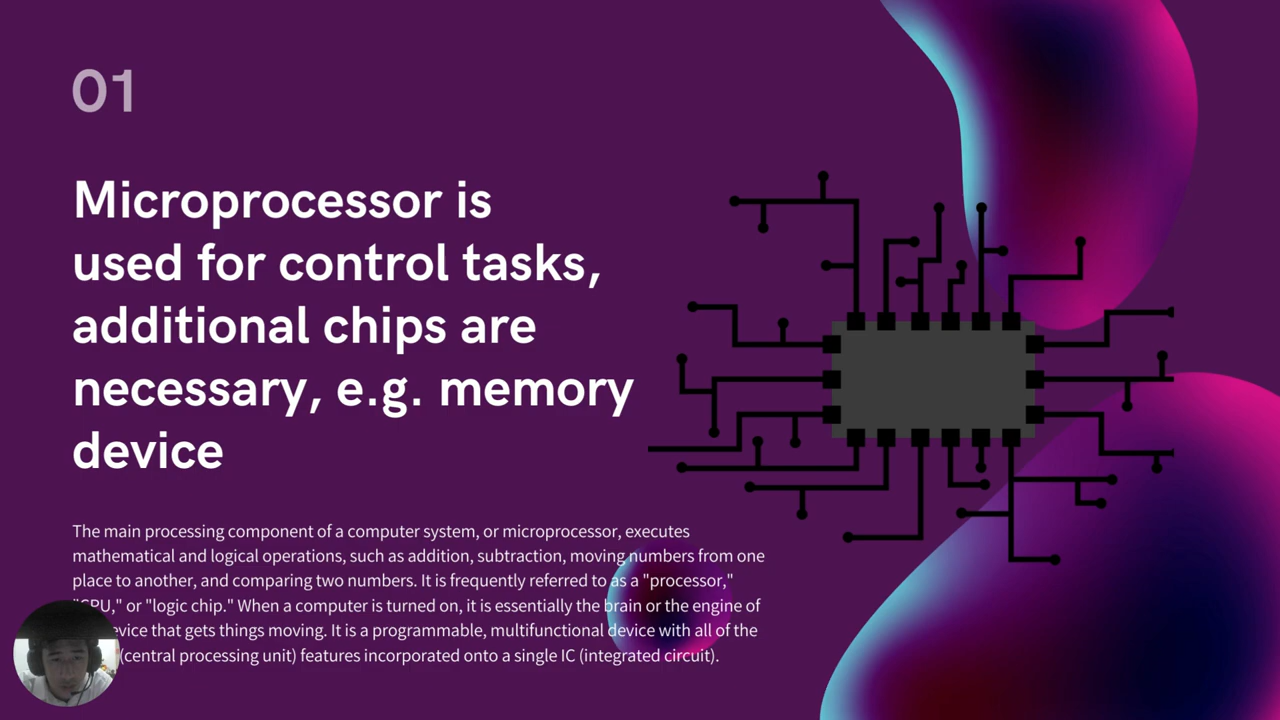 01
Microprocessor is
used for control tasks,
additional chips are
necessary, e.g. memory
device
The main processing component of a computer system, or microprocessor, executes
mathematical and logical operations, such as addition, subtraction, moving numbers from one
place to another, and comparing two numbers. It is frequently referred to as a "processor,"
"CPU," or "logic chip." When a computer is turned on, it is essentially the brain or the engine of
device that gets things moving. It is a programmable, multifunctional device with all of the
(central processing unit) features incorporated onto a single IC (integrated circuit).